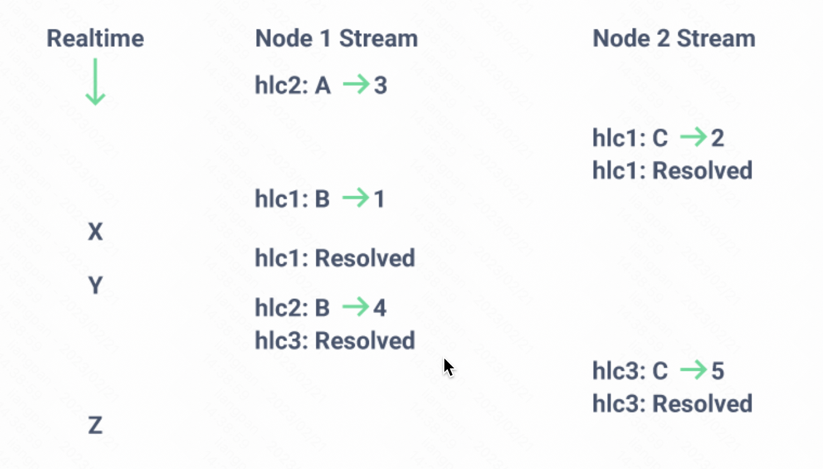 Realtime Node 1 Stream Node 2 Stream
hlc2: A → 3
hlc1: C → 2
hlc1: Resolved
hlc1: B → 1
X
hlc1: Resolved
Y
hlc2: B → 4
hlc3: Resolved
hlc3: C → 5
hlc3: Resolved
Z